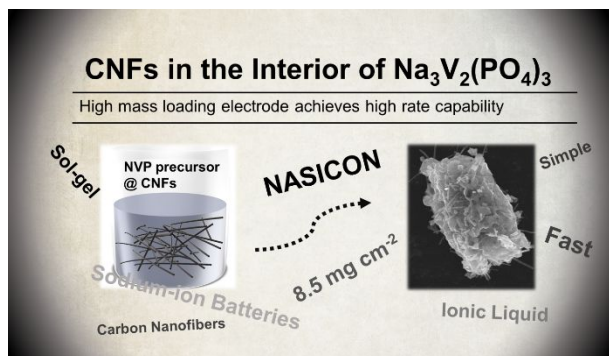 CNFs in the Interior of Na₃V₂(PO₄)₃
High mass loading electrode achieves high rate capability
Sol-gel
NVP precursor
@ CNFs
NASICON
Simple
Fast
8.5 mg cm⁻²
Sodium-ion Batteries
Ionic Liquid
Carbon Nanofibers